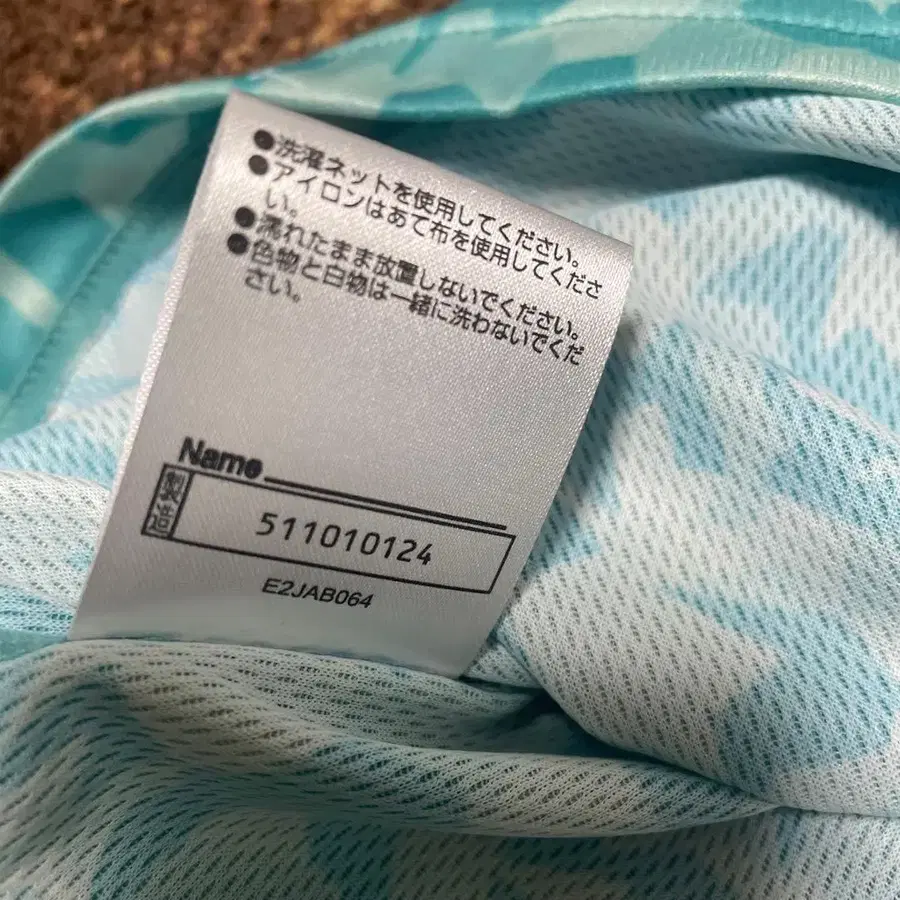 ●洗濯ネットを使用してください。
●アイロンはあて布を使用してくださ
い。
●濡れたまま放置しないでください。
●色物と白物は一緒に洗わないでくだ
さい。
Name
製造 511010124
E2JAB064